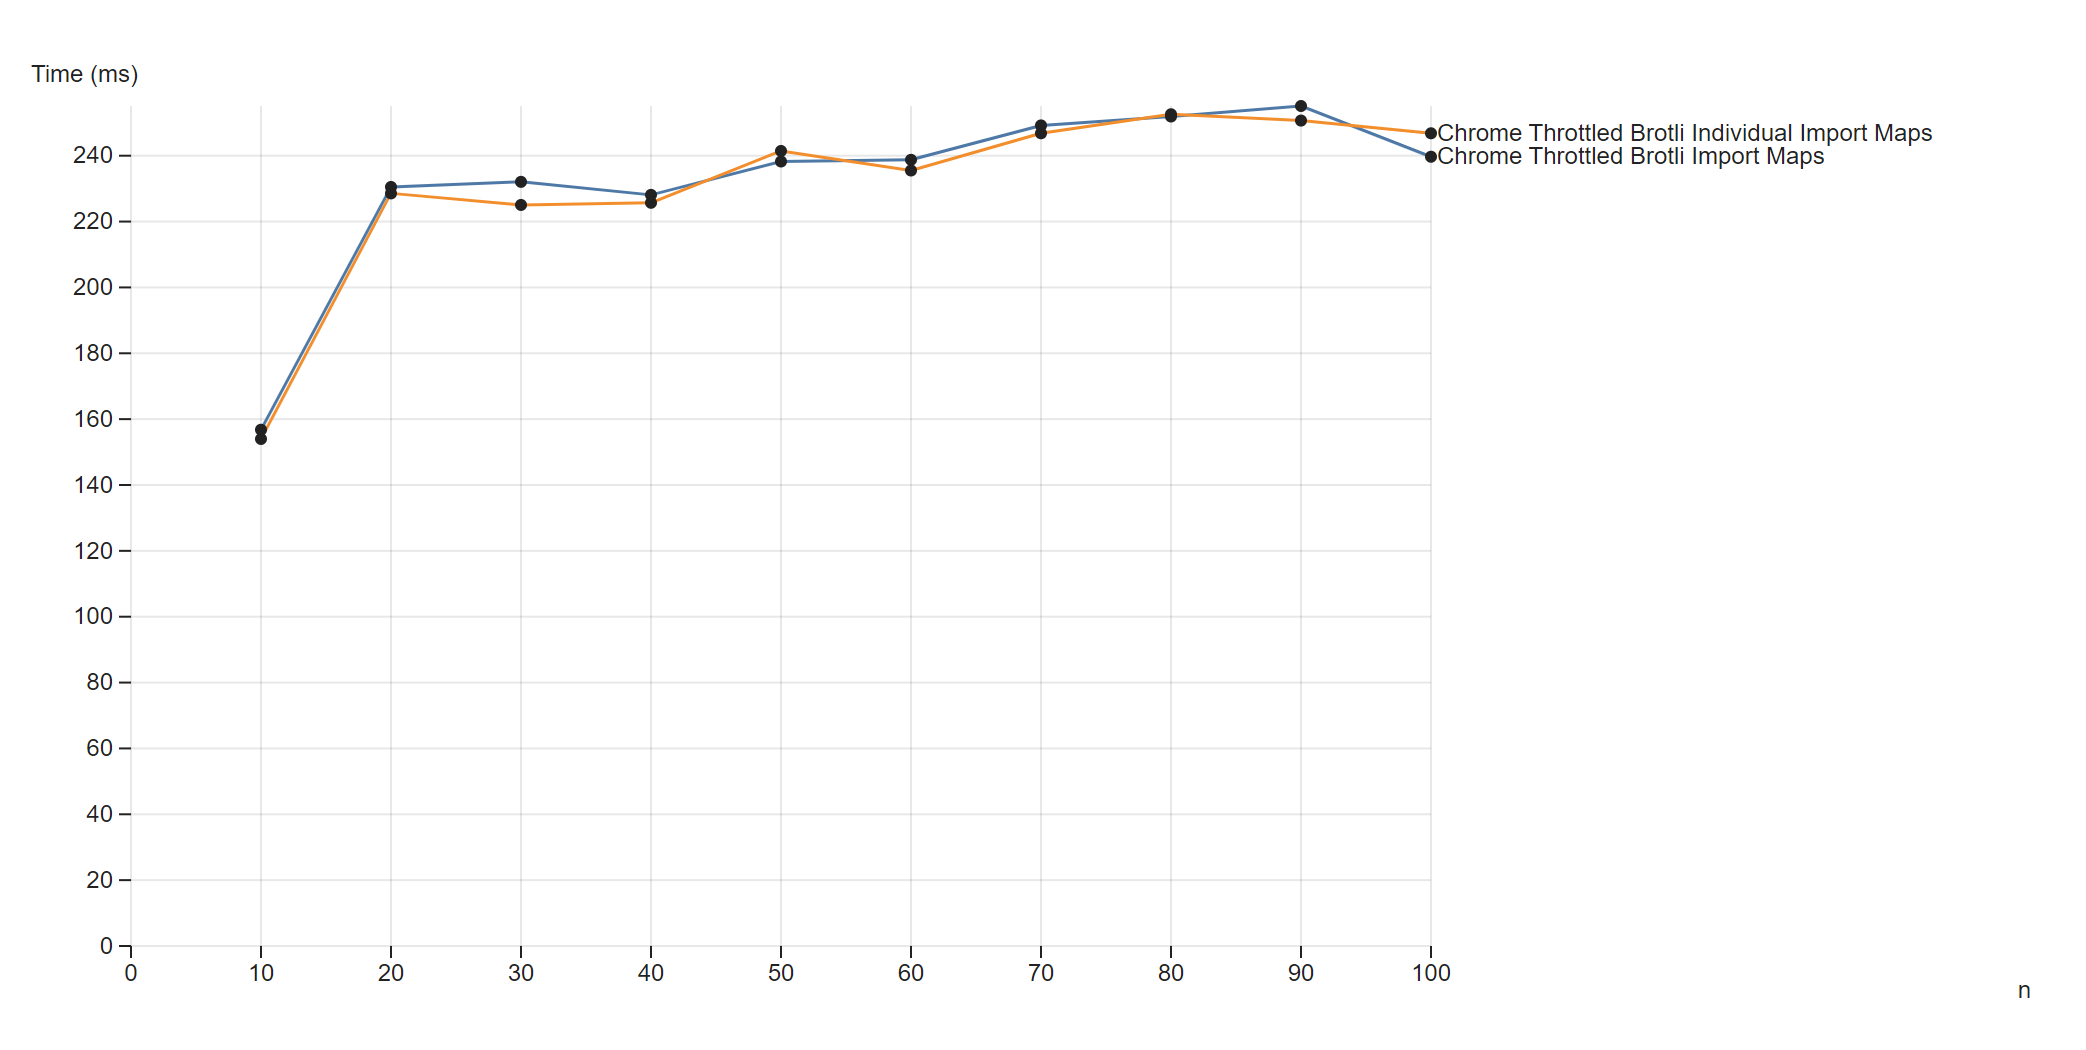 Time (ms)
Chrome Throttled Brotli Individual Import Maps
Chrome Throttled Brotli Import Maps
240
220
200
180
160
140
120
100
80
60
40
20
0
0 10 20 30 40 50 60 70 80 90 100
n